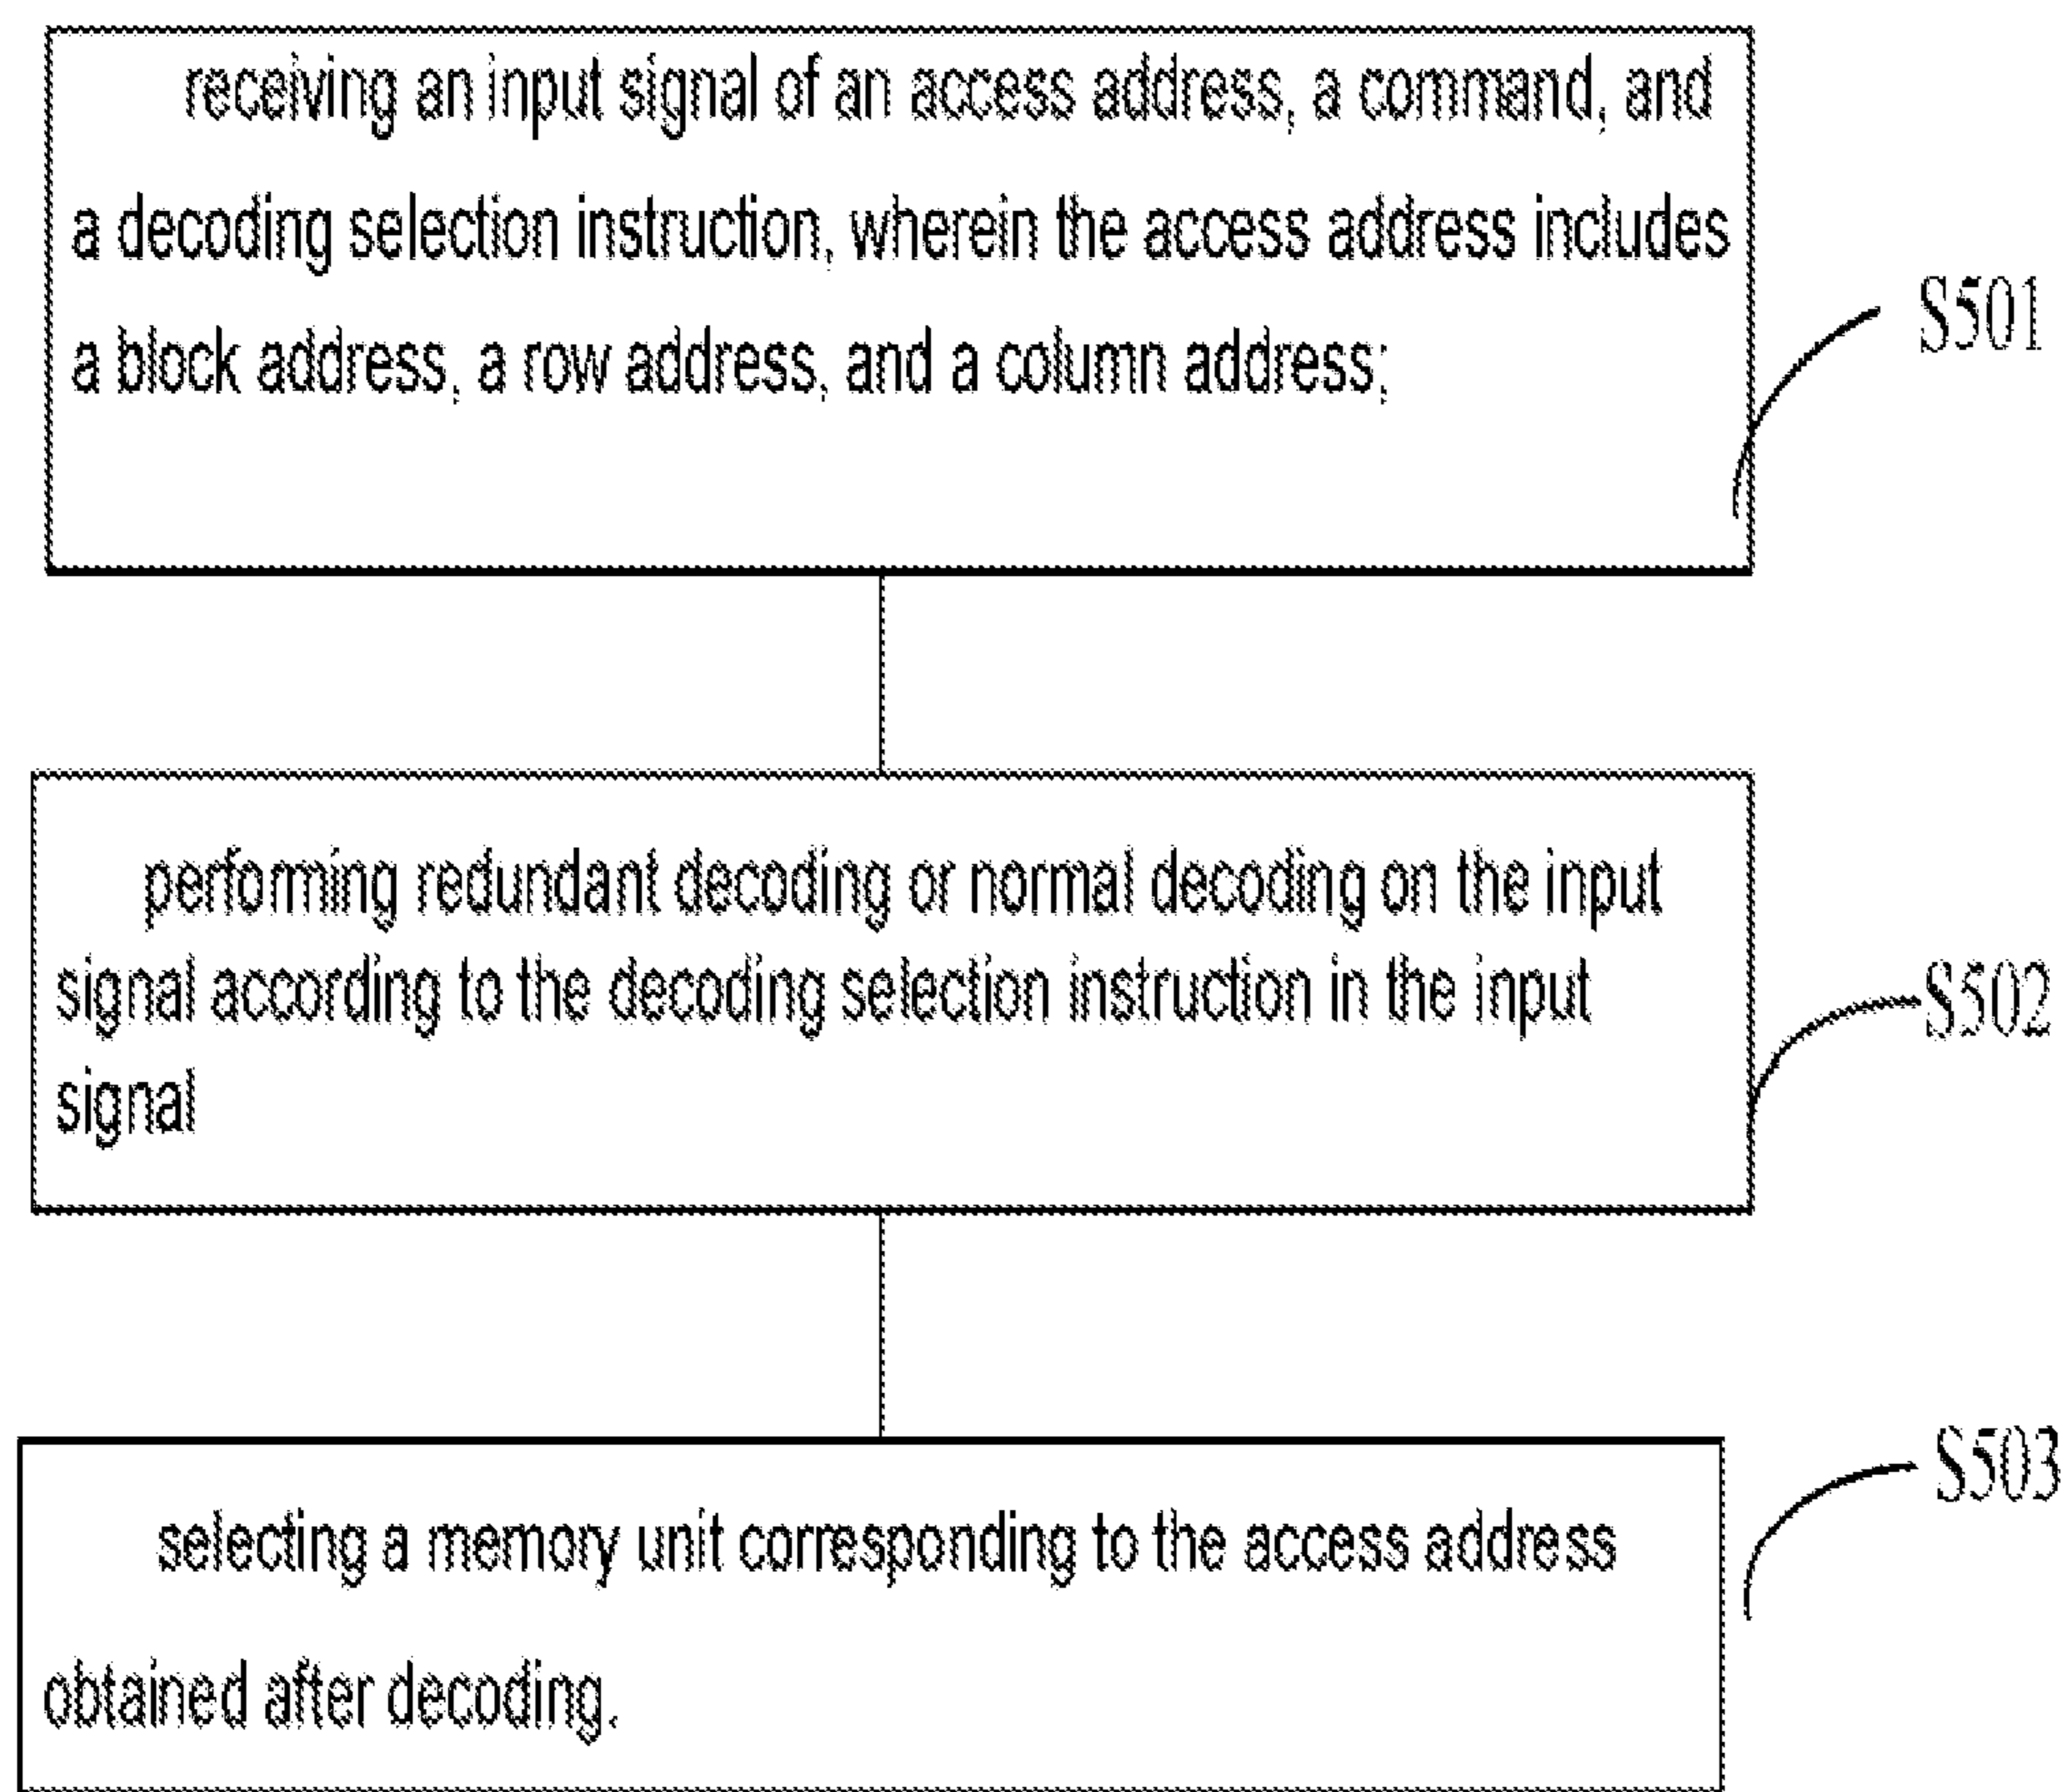 receiving an input signal of an access address, a command, and
a decoding selection instruction, wherein the access address includes
a block address, a row address, and a column address;
S501
performing redundant decoding or normal decoding on the input
signal according to the decoding selection instruction in the input
signal
S502
selecting a memory unit corresponding to the access address
obtained after decoding.
S503